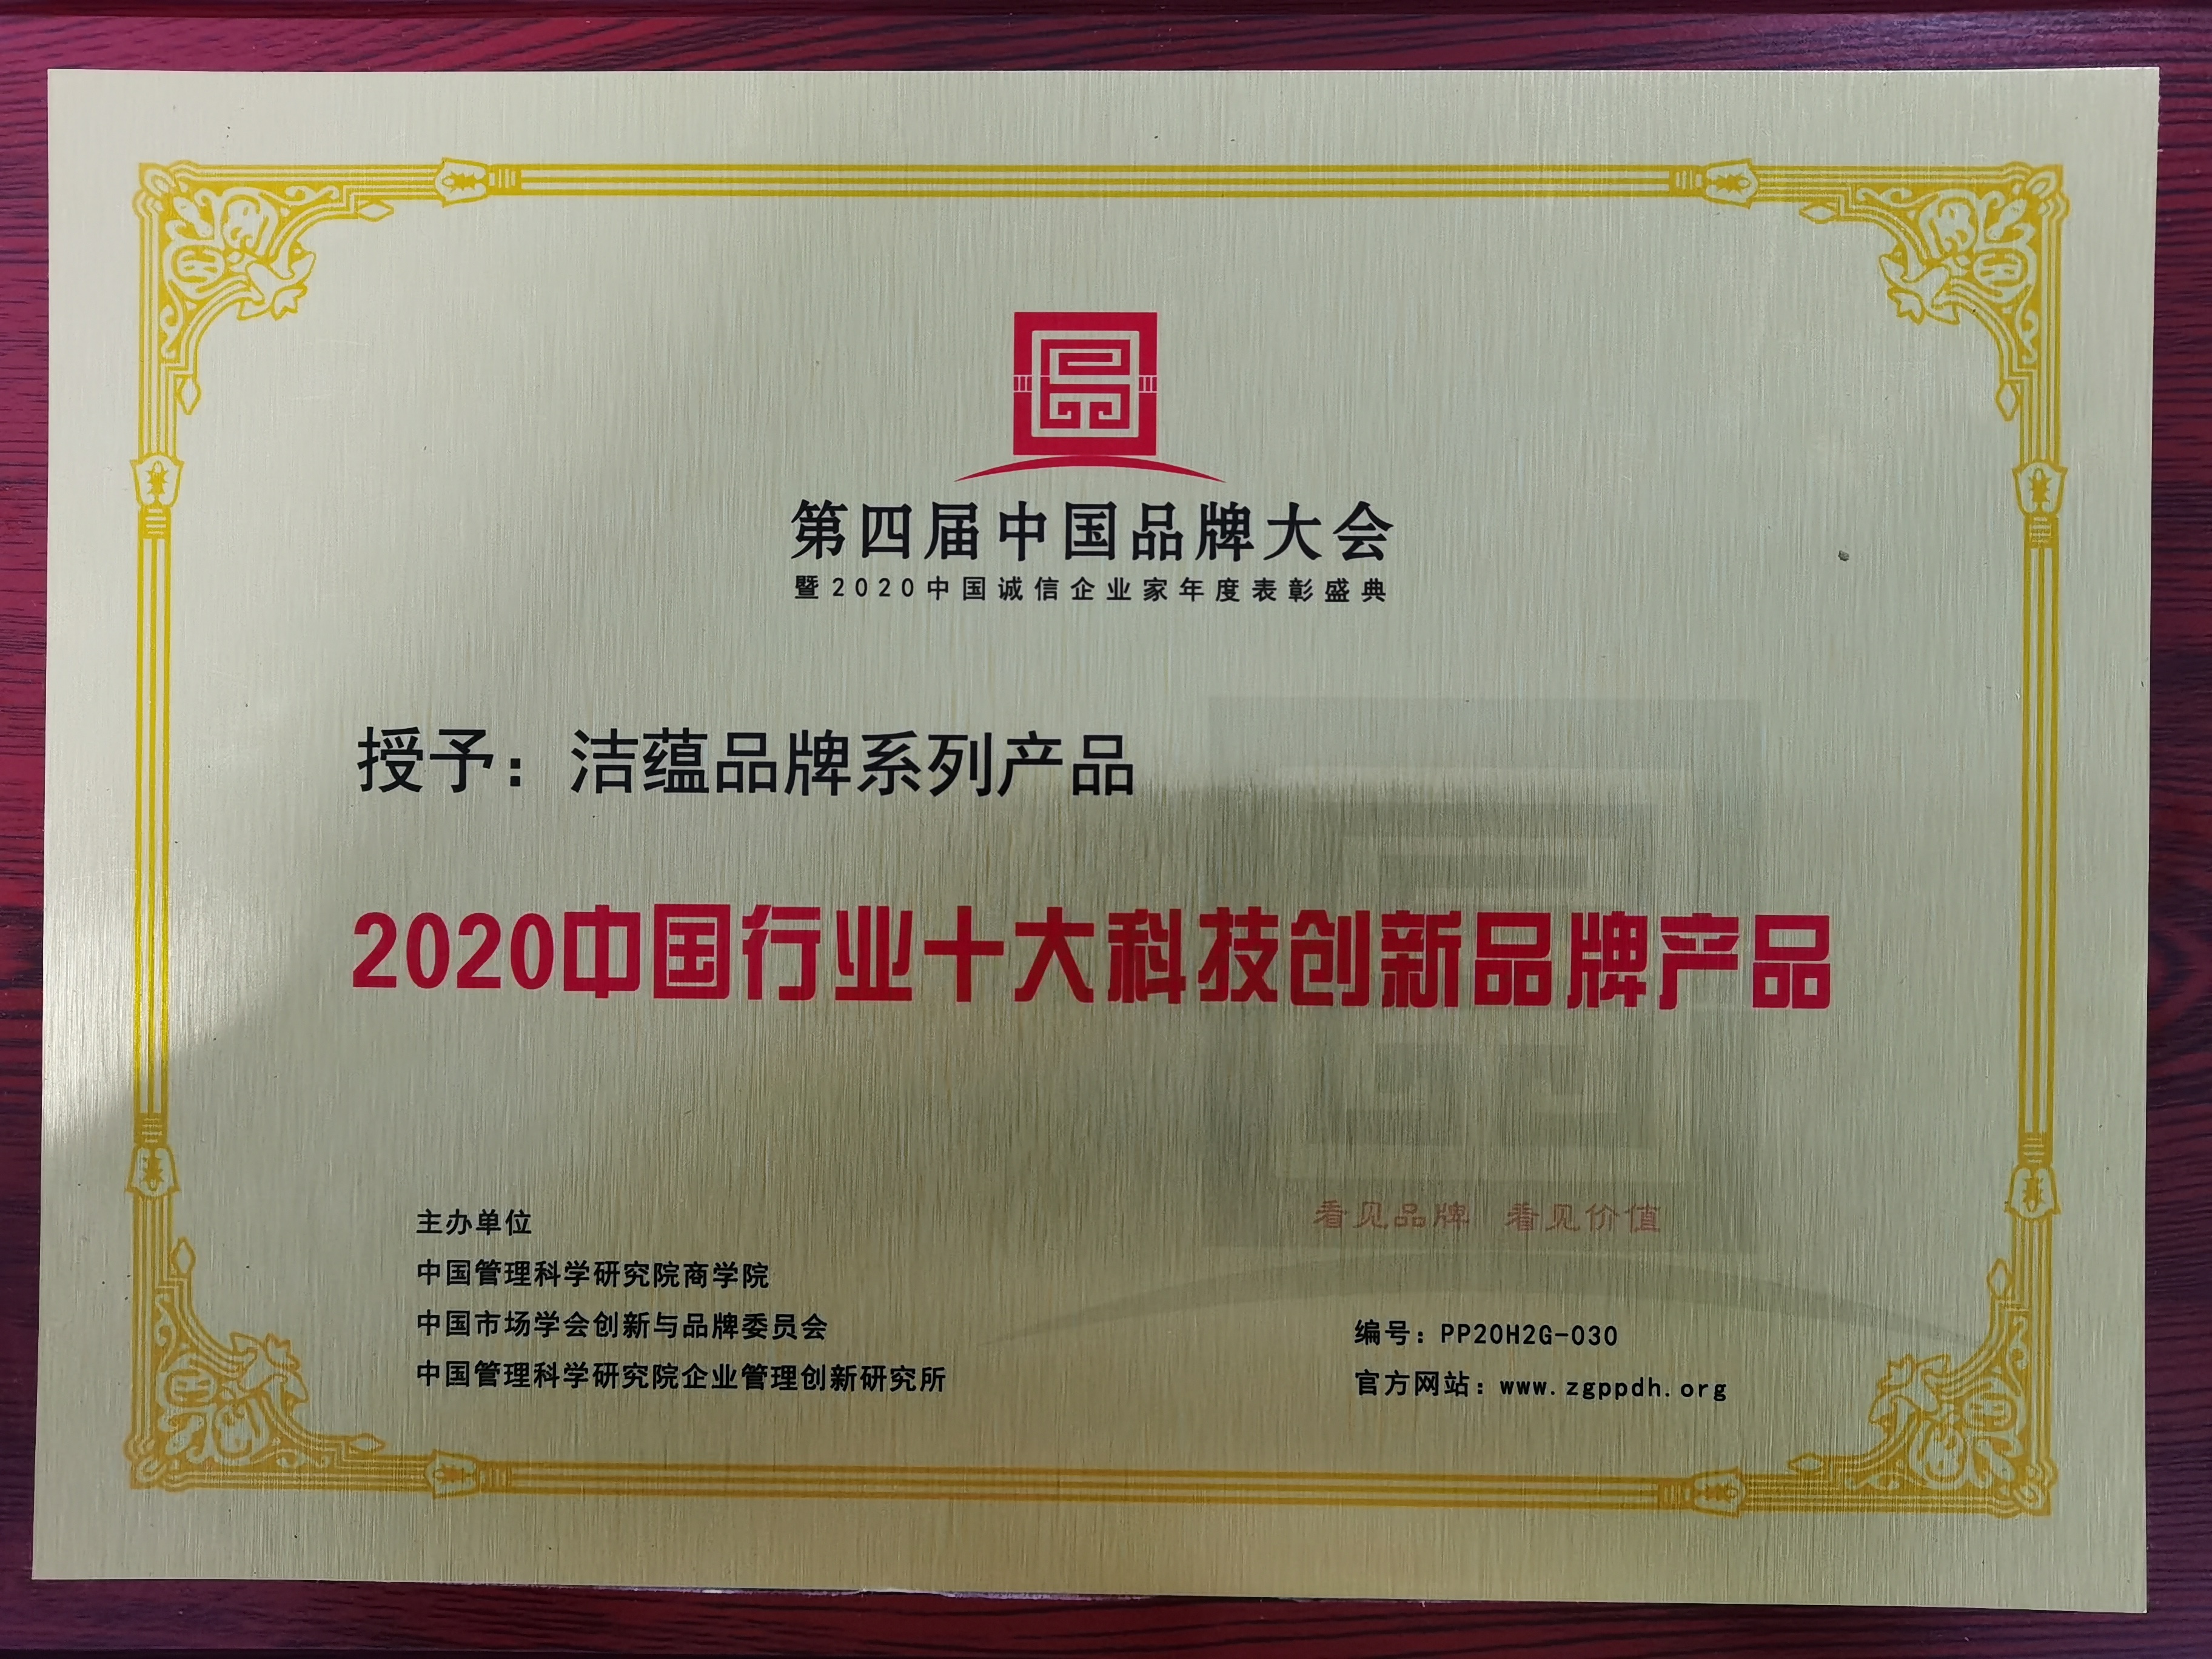 第四届中国品牌大会
暨2020中国诚信企业家年度表彰盛典
授予：洁蕴品牌系列产品
2020中国行业十大科技创新品牌产品
看见品牌 看见价值
主办单位
中国管理科学研究院商学院
中国市场学会创新与品牌委员会
中国管理科学研究院企业管理创新研究所
编号：PP20H2G-030
官方网站：www.zgppdh.org